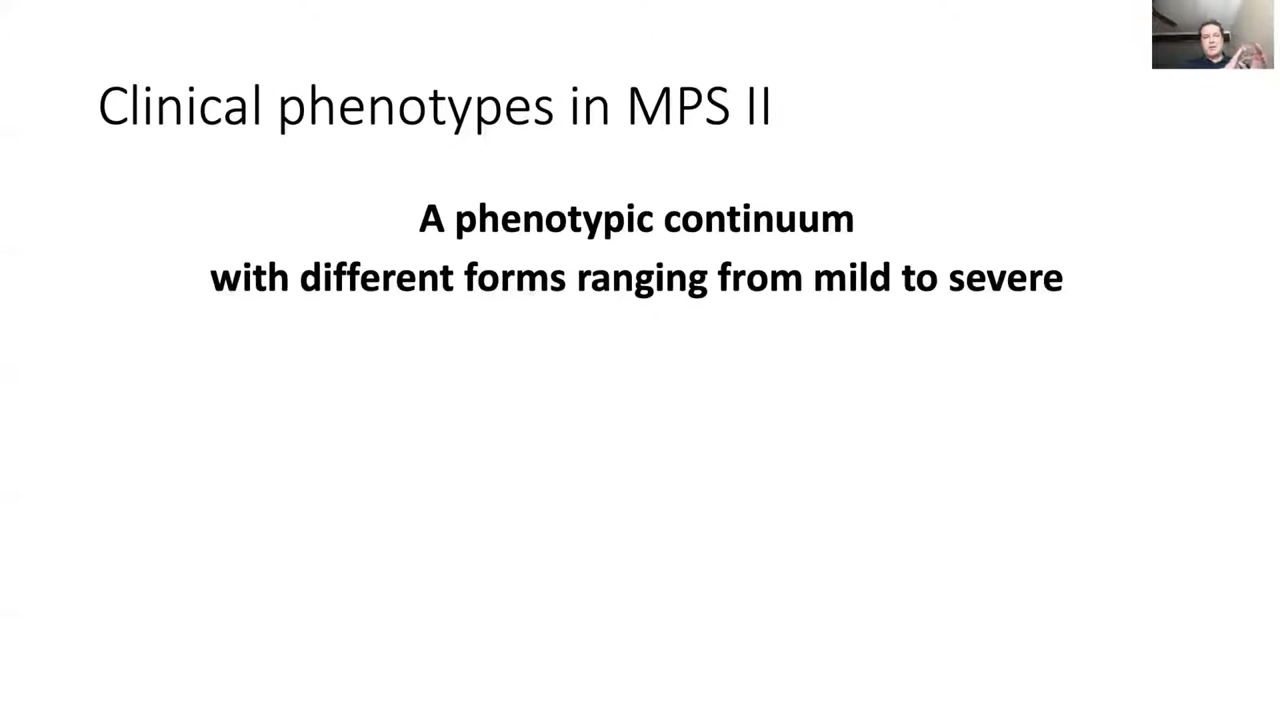 Clinical phenotypes in MPS II
A phenotypic continuum
with different forms ranging from mild to severe